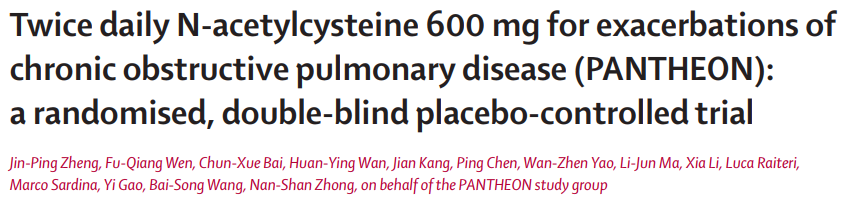 Twice daily N-acetylcysteine 600 mg for exacerbations of
chronic obstructive pulmonary disease (PANTHEON):
a randomised, double-blind placebo-controlled trial
Jin-Ping Zheng, Fu-Qiang Wen, Chun-Xue Bai, Huan-Ying Wan, Jian Kang, Ping Chen, Wan-Zhen Yao, Li-Jun Ma, Xia Li, Luca Raiteri,
Marco Sardina, Yi Gao, Bai-Song Wang, Nan-Shan Zhong, on behalf of the PANTHEON study group